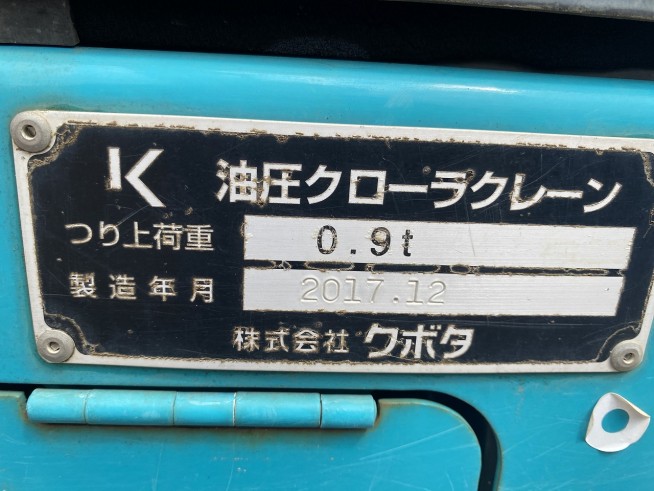 K 油圧クローラクレーン
つり上荷重 0.9t
製造年月 2017.12
株式会社 クボタ